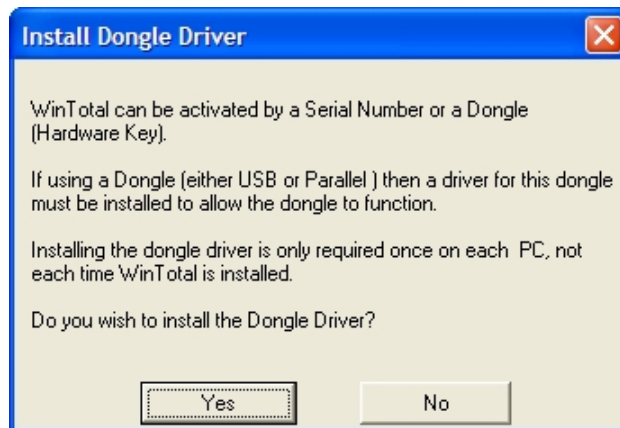 Install Dongle Driver
WinTotal can be activated by a Serial Number or a Dongle
(Hardware Key).
If using a Dongle (either USB or Parallel ) then a driver for this dongle
must be installed to allow the dongle to function.
Installing the dongle driver is only required once on each  PC, not
each time WinTotal is installed.
Do you wish to install the Dongle Driver?
Yes No